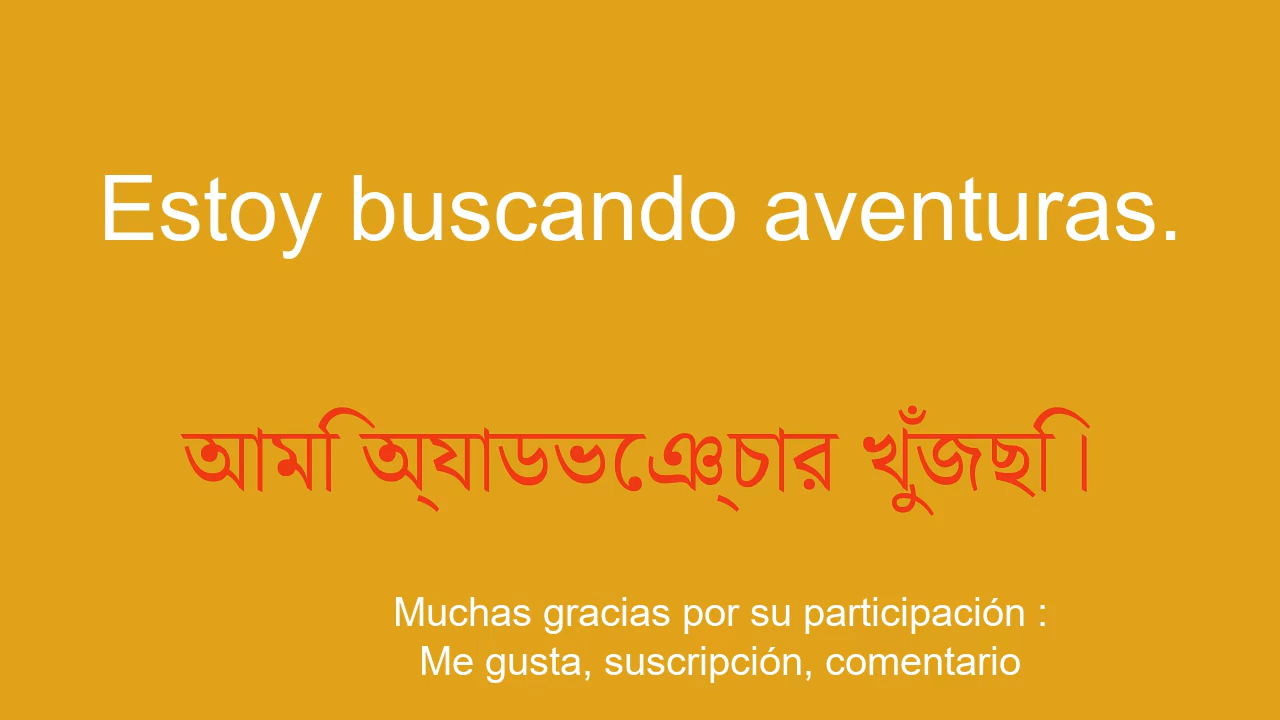 Estoy buscando aventuras.
আমি অ্যাডভেঞ্চার খুঁজছি।
Muchas gracias por su participación :
Me gusta, suscripción, comentario